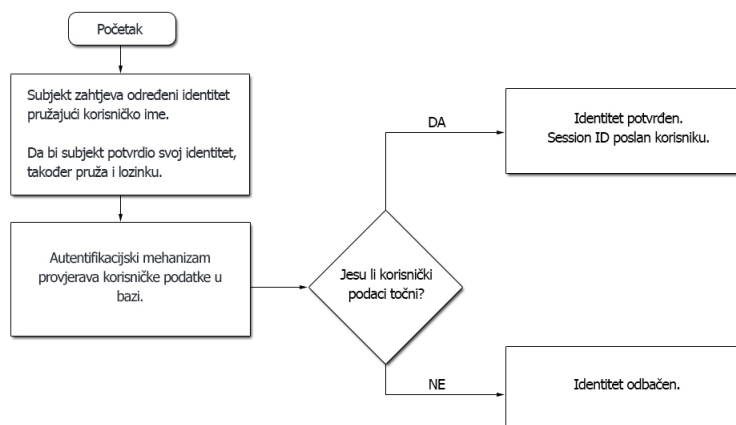 Početak
Subjekt zahtjeva određeni identitet
pružajući korisničko ime.
Da bi subjekt potvrdio svoj identitet,
također pruža i lozinku.
Autentifikacijski mehanizam
provjerava korisničke podatke u
bazi.
Jesu li korisnički
podaci točni?
DA
Identitet potvrđen.
Session ID poslan korisniku.
NE
Identitet odbačen.